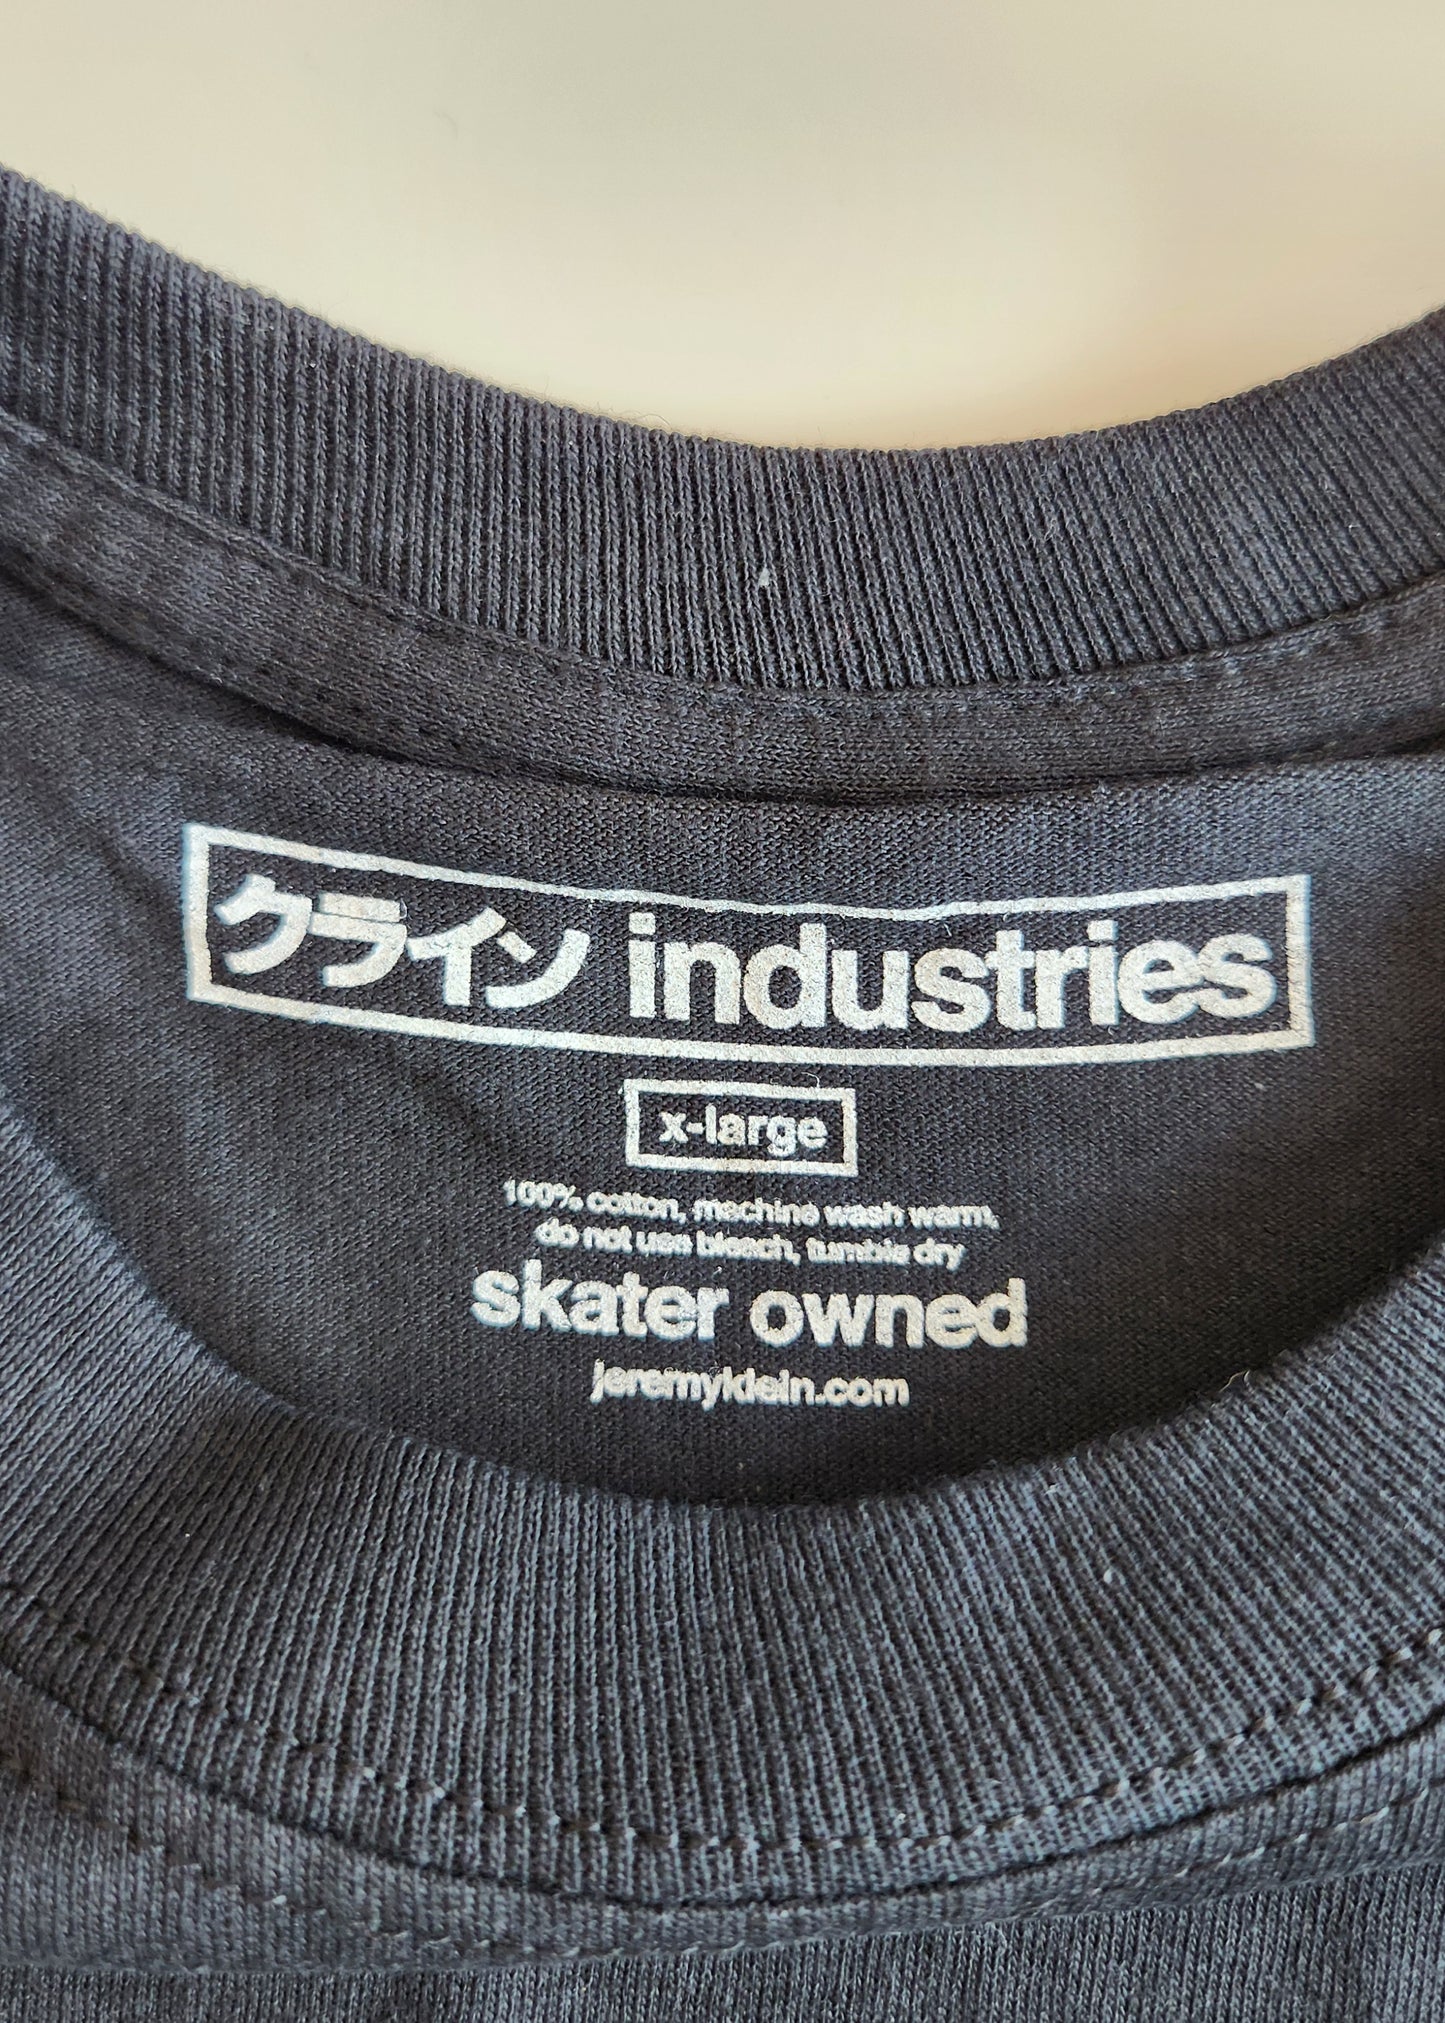 クライン industries
x-large
100% cotton, machine wash warm,
do not use bleach, tumble dry
skater owned
jeremyklein.com